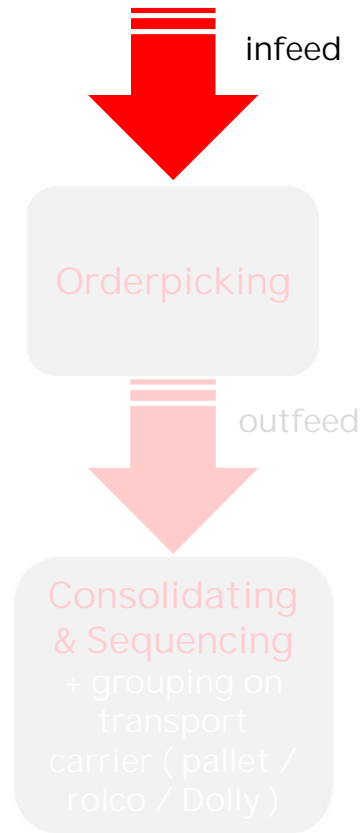 infeed
Orderpicking
outfeed
Consolidating
& Sequencing
+ grouping on
transport
carrier ( pallet /
rolco / Dolly )